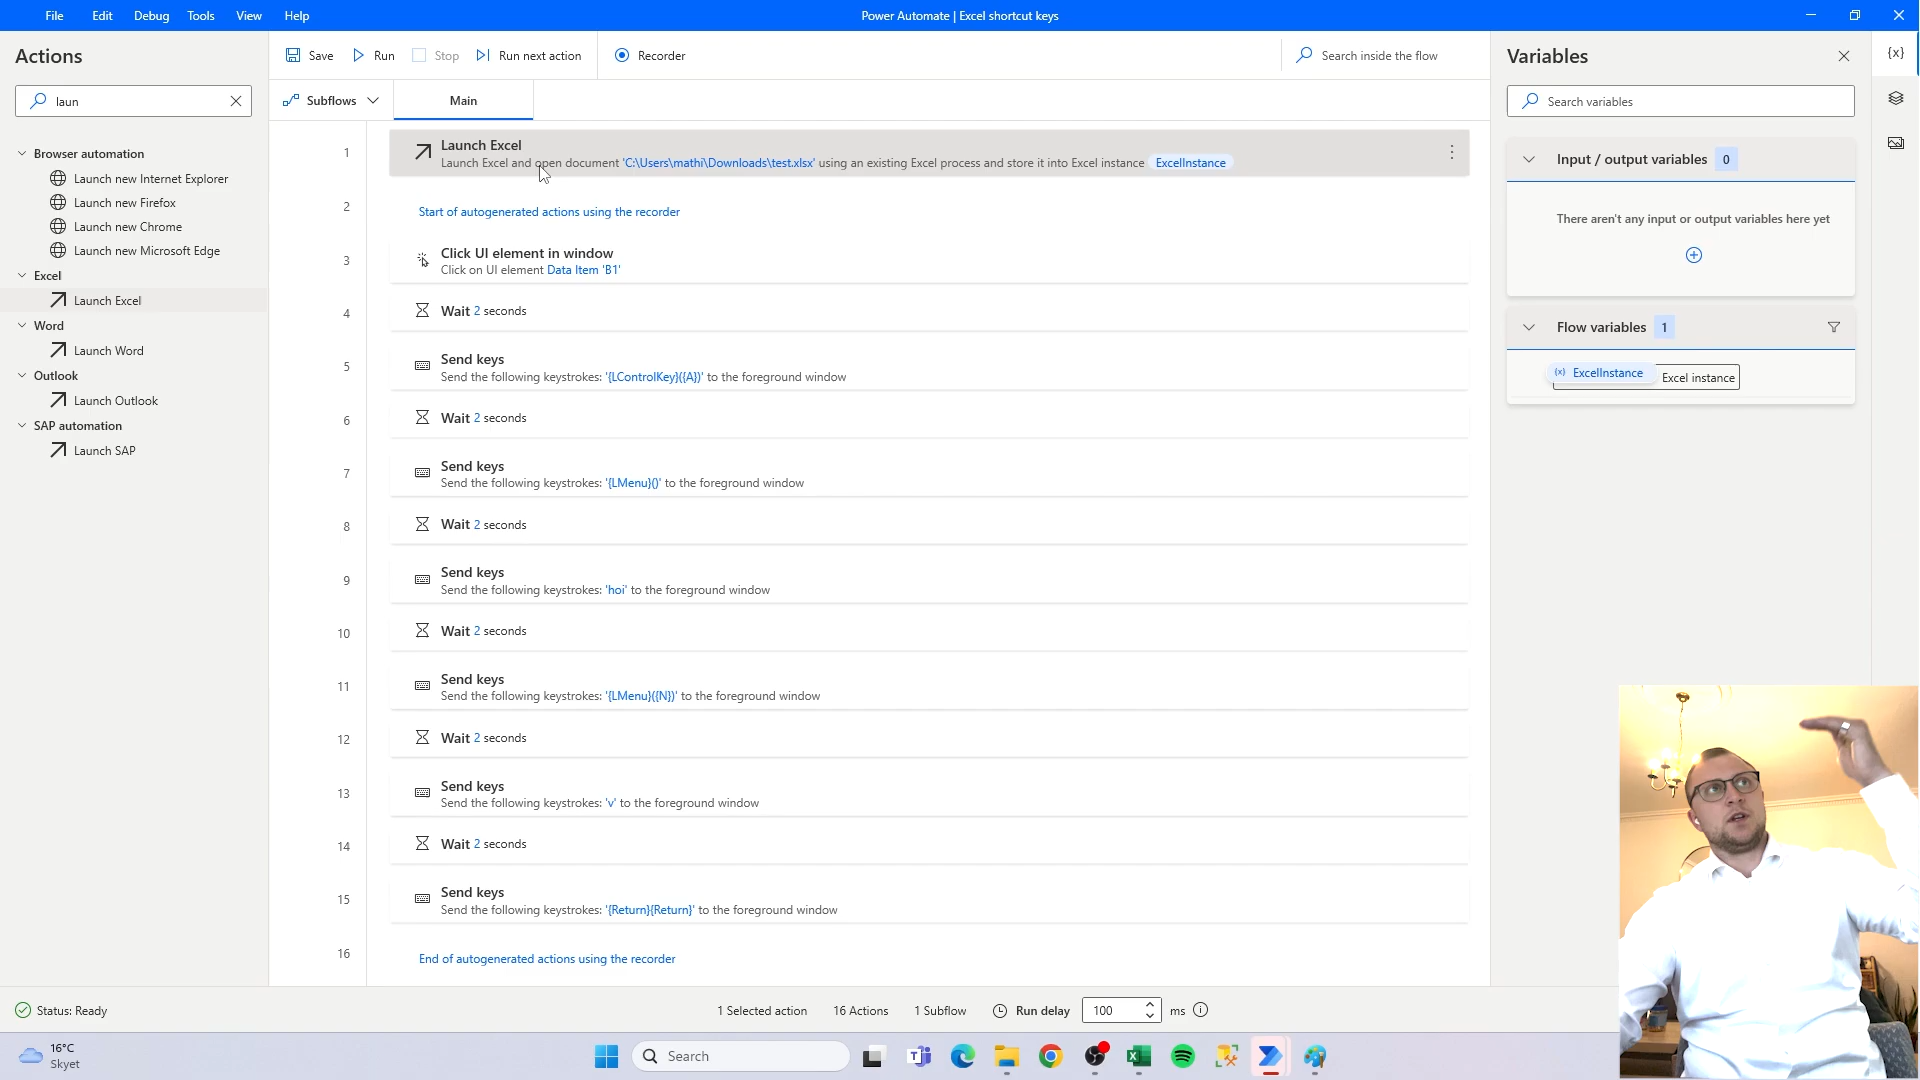 File Edit Debug Tools View Help
Power Automate | Excel shortcut keys
Actions
laun
Browser automation
Launch new Internet Explorer
Launch new Firefox
Launch new Chrome
Launch new Microsoft Edge
Excel
Launch Excel
Word
Launch Word
Outlook
Launch Outlook
SAP automation
Launch SAP
Save Run Stop Run next action Recorder
Search inside the flow
Subflows Main
1 Launch Excel
Launch Excel and open document 'C:\Users\mathi\Downloads\test.xlsx' using an existing Excel process and store it into Excel instance ExcelInstance
2 Start of autogenerated actions using the recorder
3 Click UI element in window
Click on UI element Data Item 'B1'
4 Wait 2 seconds
5 Send keys
Send the following keystrokes: '{LControlKey}({A})' to the foreground window
6 Wait 2 seconds
7 Send keys
Send the following keystrokes: '{LMenu}()' to the foreground window
8 Wait 2 seconds
9 Send keys
Send the following keystrokes: 'hoi' to the foreground window
10 Wait 2 seconds
11 Send keys
Send the following keystrokes: '{LMenu}({N})' to the foreground window
12 Wait 2 seconds
13 Send keys
Send the following keystrokes: 'v' to the foreground window
14 Wait 2 seconds
15 Send keys
Send the following keystrokes: '{Return}{Return}' to the foreground window
16 End of autogenerated actions using the recorder
Variables
{x}
Search variables
Input / output variables 0
There aren't any input or output variables here yet
Flow variables 1
(x) ExcelInstance Excel instance
Status: Ready
1 Selected action 16 Actions 1 Subflow Run delay 100 ms
16°C
Skyet
Search